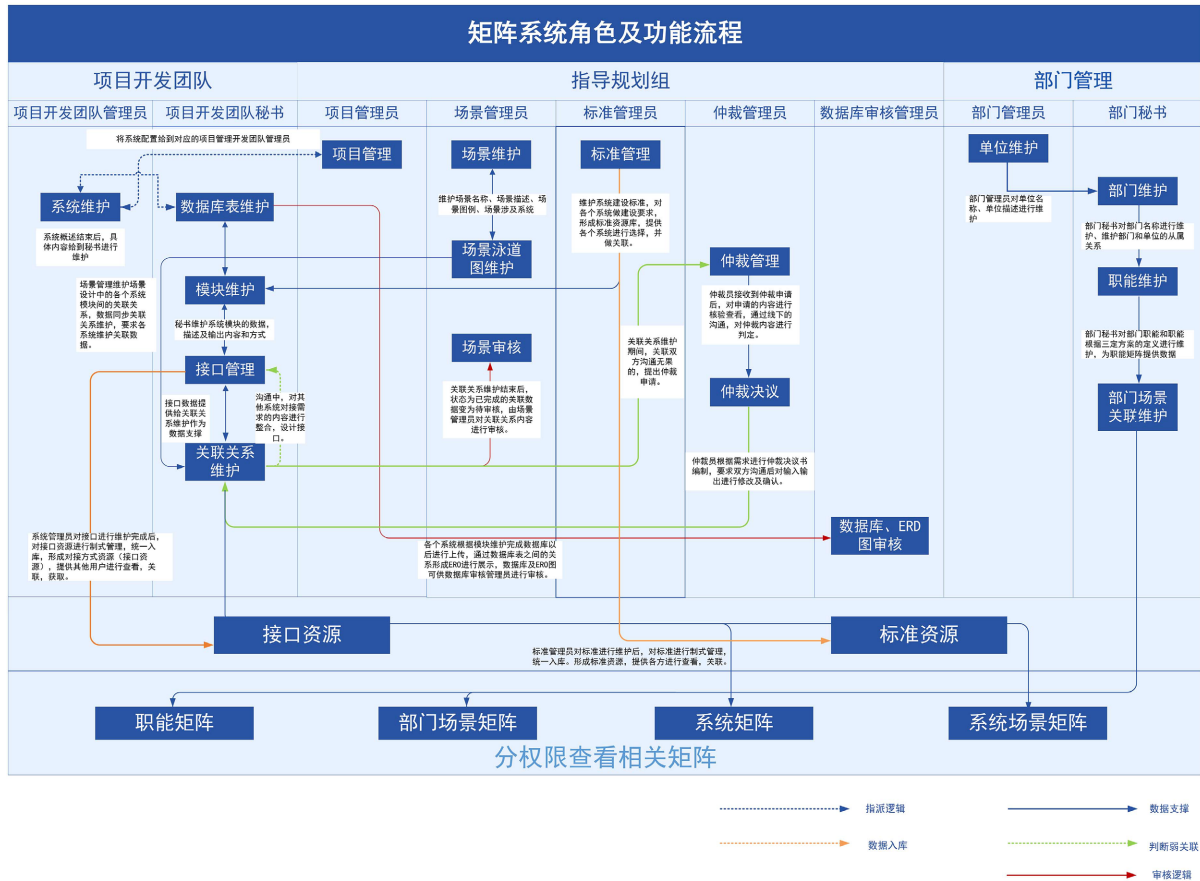 矩阵系统角色及功能流程
项目开发团队
指导规划组
部门管理
项目开发团队管理员
项目开发团队秘书
项目管理员
场景管理员
标准管理员
仲裁管理员
数据库审核管理员
部门管理员
部门秘书
将系统配置给到对应的项目管理开发团队管理员
项目管理
场景维护
标准管理
单位维护
系统维护
数据库表维护
维护场景名称、场景描述、场
景图例、场景涉及系统
维护系统建设标准，对
各个系统做建设要求，
形成标准资源库，提供
各个系统进行选择，并
做关联。
部门管理员对单位名
称、单位描述进行维
护
部门维护
系统概述结束后，具
体内容给到秘书进行
维护
部门秘书对部门名称进行维
护、维护部门和单位的从属
关系
场景泳道
图维护
仲裁管理
职能维护
场景管理维护场景
设计中的各个系统
模块间的关联关
系，数据同步关联
关系维护，要求各
系统维护关联数
据。
模块维护
仲裁员接收到仲裁申请
后，对申请的内容进行
核验查看，通过线下的
沟通，对仲裁内容进行
判定。
秘书维护系统模块的数据，
描述及输出内容和方式
场景审核
关联关系维护
期间，关联双
方沟通无果
的，提出仲裁
申请。
部门秘书对部门职能和职能
根据三定方案的定义进行维
护，为职能矩阵提供数据
接口管理
关联关系维护结束后，
状态为已完成的关联数
据变为待审核，由场景
管理员对关联关系内容
进行审核。
仲裁决议
部门场景
关联维护
接口数据提
供给关联关
系维护作为
数据支撑
沟通中，对其
他系统对接需
求的内容进行
整合，设计接
口。
关联关系
维护
仲裁员根据需求进行仲裁决议书
编制，要求双方沟通后对输入输
出进行修改及确认。
系统管理员对接口进行维护完成后，
对接口资源进行制式管理，统一入
库，形成对接方式资源（接口资
源），提供其他用户进行查看，关
联，获取。
各个系统根据模块维护完成数据库以
后进行上传，通过数据库表之间的关
系形成ERO进行展示，数据库及ERO图
可供数据库审核管理员进行审核。
数据库、ERD
图审核
接口资源
标准资源
标准管理员对标准进行维护后，对标准进行制式管理，
统一入库。形成标准资源，提供各方进行查看，关联。
职能矩阵
部门场景矩阵
系统矩阵
系统场景矩阵
分权限查看相关矩阵
指派逻辑
数据支撑
数据入库
判断弱关联
审核逻辑